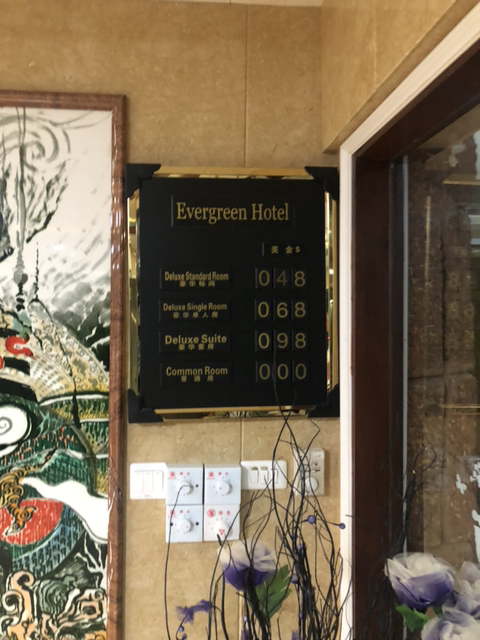 Evergreen Hotel
美 金 $
Deluxe Standard Room 048
豪华标间
Deluxe Single Room 068
豪华单人房
Deluxe Suite 098
豪华套房
Common Room 000
普通房